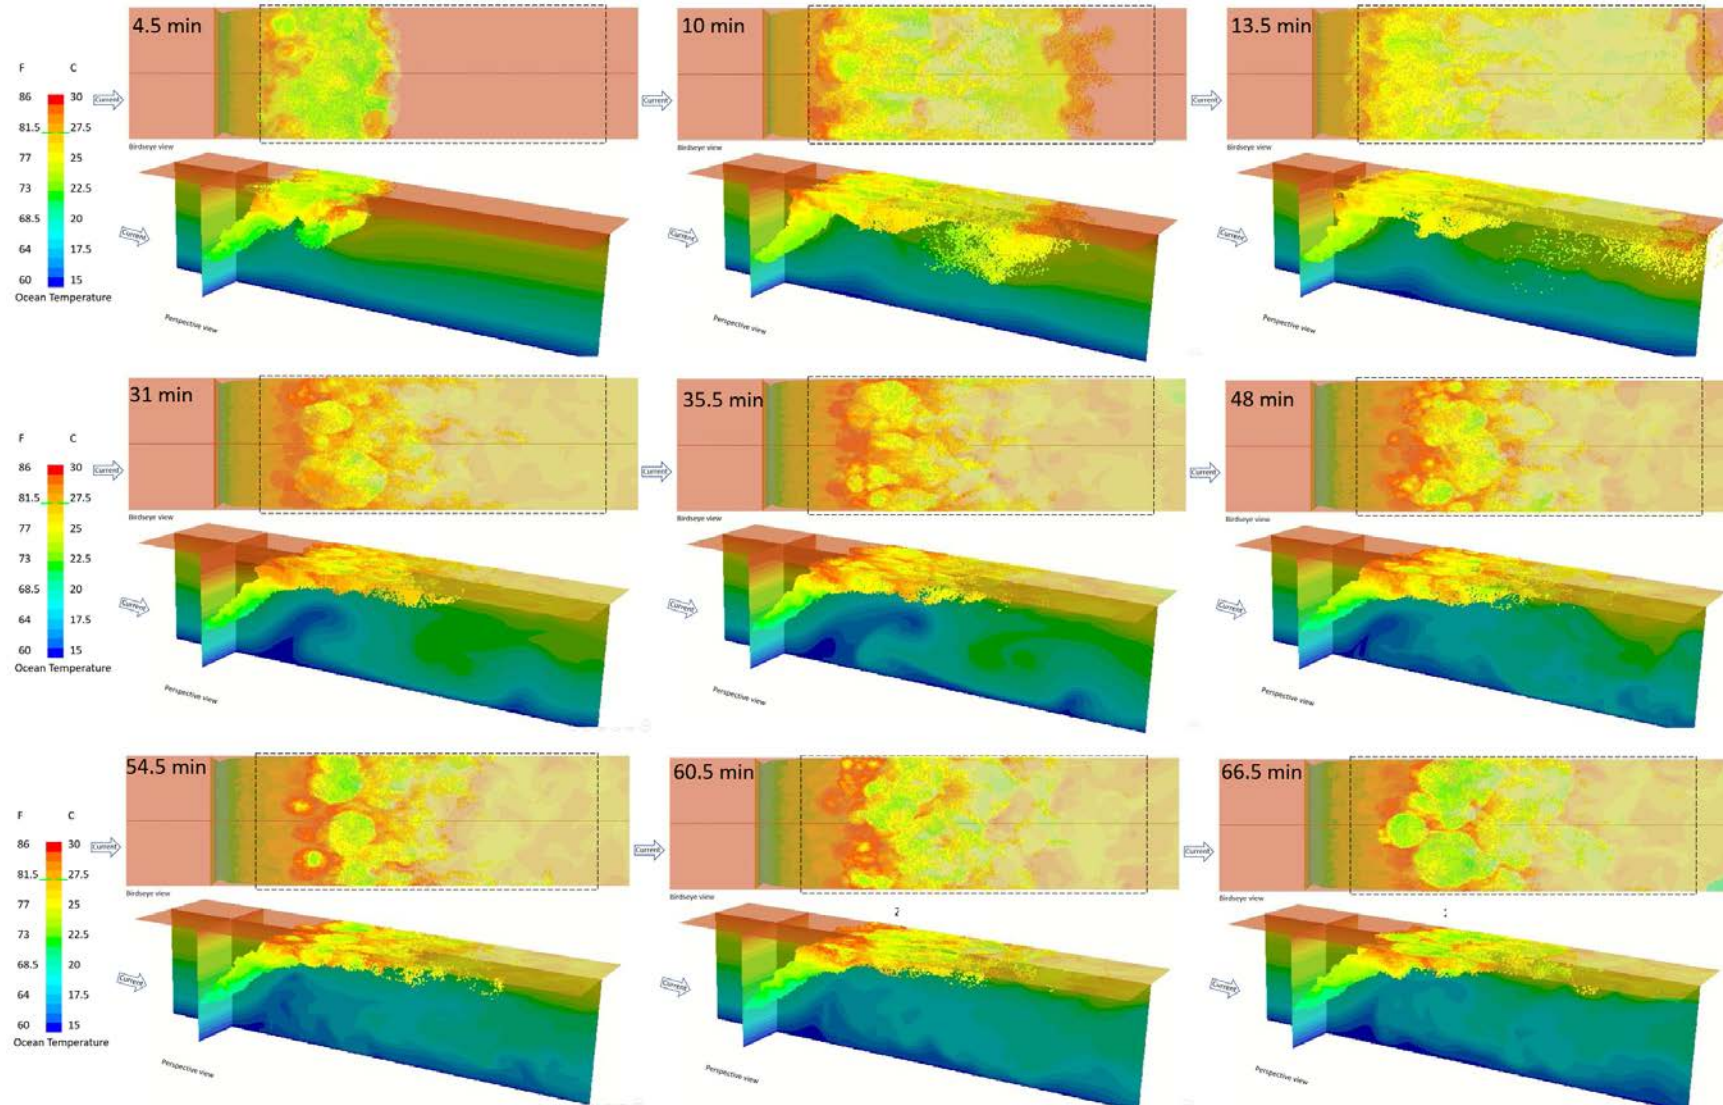 4.5 min
10 min
13.5 min
F C
86 30
81.5 27.5
77 25
73 22.5
68.5 20
64 17.5
60 15
Ocean Temperature
Current
Current
Current
Birdseye view
Birdseye view
Birdseye view
Current
Current
Current
Perspective view
Perspective view
Perspective view
31 min
35.5 min
48 min
F C
86 30
81.5 27.5
77 25
73 22.5
68.5 20
64 17.5
60 15
Ocean Temperature
Current
Current
Current
Birdseye view
Birdseye view
Birdseye view
Current
Current
Current
Perspective view
Perspective view
Perspective view
54.5 min
60.5 min
66.5 min
F C
86 30
81.5 27.5
77 25
73 22.5
68.5 20
64 17.5
60 15
Ocean Temperature
Current
Current
Current
Birdseye view
Birdseye view
Birdseye view
Current
Current
Current
Perspective view
Perspective view
Perspective view